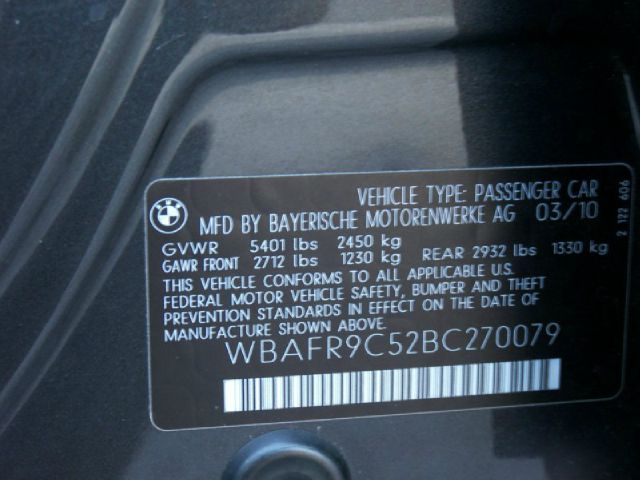 VEHICLE TYPE: PASSENGER CAR
MFD BY BAYERISCHE MOTORENWERKE AG 03/10
GVWR 5401 lbs 2450 kg
GAWR FRONT 2712 lbs 1230 kg REAR 2932 lbs 1330 kg
THIS VEHICLE CONFORMS TO ALL APPLICABLE U.S.
FEDERAL MOTOR VEHICLE SAFETY, BUMPER AND THEFT
PREVENTION STANDARDS IN EFFECT ON THE DATE OF
MANUFACTURE SHOWN ABOVE.
WBAFR9C52BC270079
2 122 606
BMW